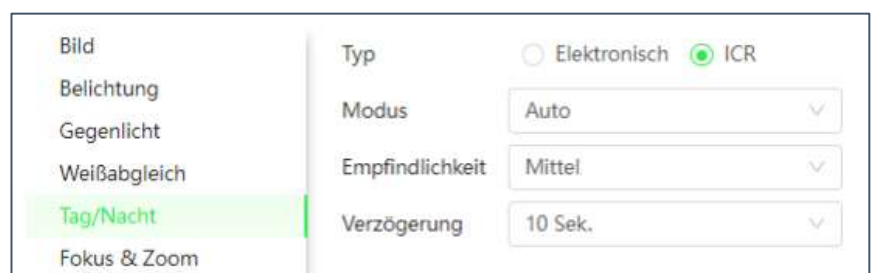 Bild
Belichtung
Gegenlicht
Weißabgleich
Tag/Nacht
Fokus & Zoom
Typ Elektronisch ICR
Modus Auto
Empfindlichkeit Mittel
Verzögerung 10 Sek.